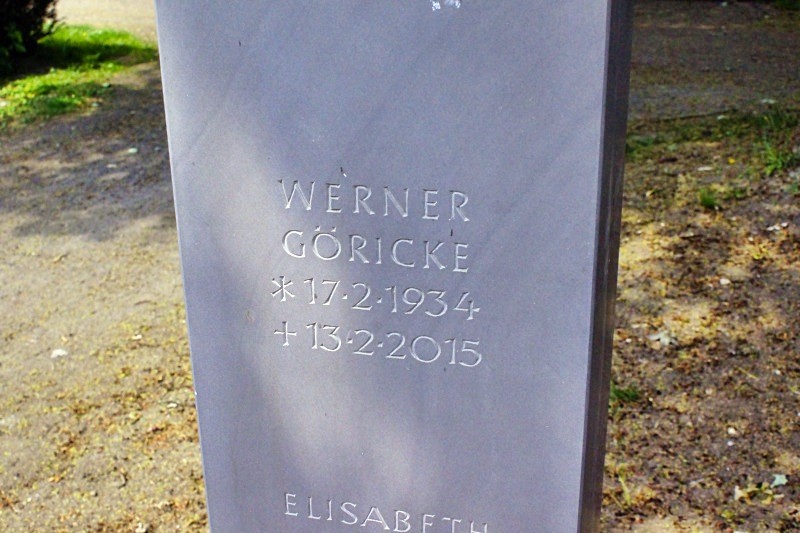 WERNER
GÖRICKE
*17·2·1934
+13·2·2015
ELISABETH